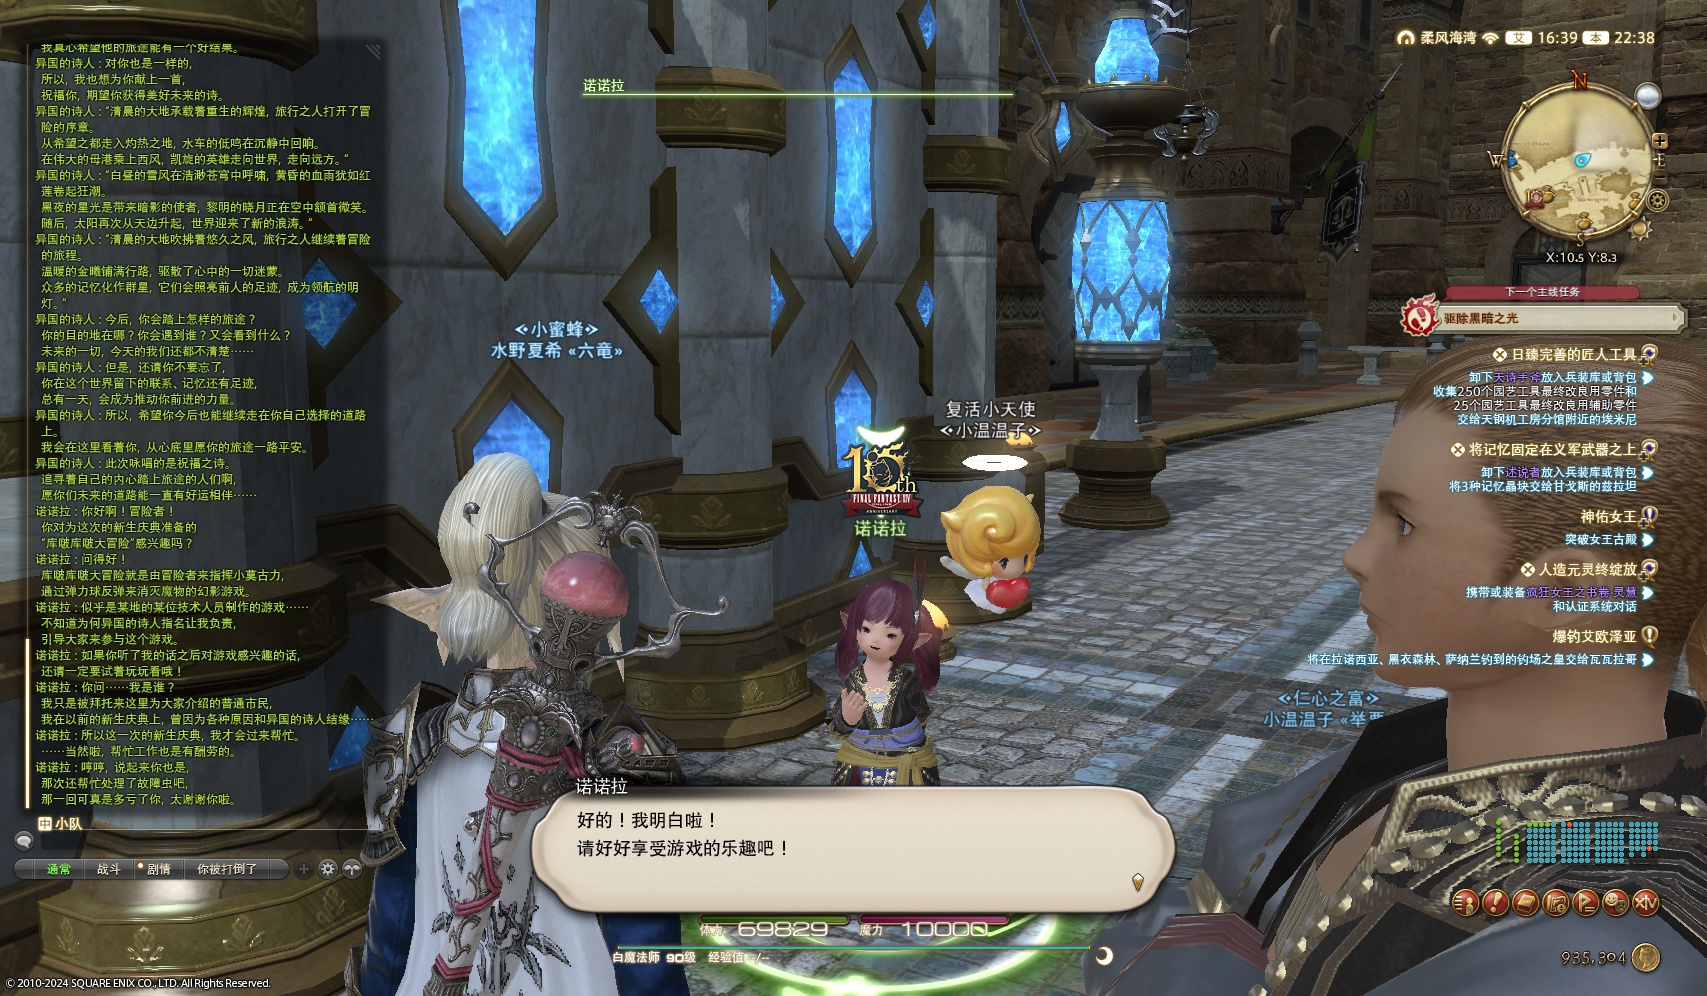 我真心希望他的旅途能有一个好结果。
异国的诗人：对你也是一样的，
所以，我也想为你献上一首，
祝福你，期望你获得美好未来的诗。
异国的诗人：“清晨的大地承载着重生的辉煌，旅行之人打开了冒
险的序章。
从希望之都走入灼热之地，水车的低鸣在沉静中回响。
在伟大的母港乘上西风，凯旋的英雄走向世界，走向远方。”
异国的诗人：“白昼的雪风在浩渺苍穹中呼啸，黄昏的血雨犹如红
莲卷起狂潮。
黑夜的星光是带来暗影的使者，黎明的晓月正在空中颔首微笑。
随后，太阳再次从天边升起，世界迎来了新的浪涛。”
异国的诗人：“清晨的大地吹拂着悠久之风，旅行之人继续着冒险
的旅程。
温暖的金曦铺满行路，驱散了心中的一切迷蒙。
众多的记忆化作群星，它们会照亮前人的足迹，成为领航的明
灯。”
异国的诗人：今后，你会踏上怎样的旅途？
你的目的地在哪？你会遇到谁？又会看到什么？
未来的一切，今天的我们还都不清楚……
异国的诗人：但是，还请你不要忘了，
你在这个世界留下的联系、记忆还有足迹，
总有一天，会成为推动你前进的力量。
异国的诗人：所以，希望你今后也能继续走在你自己选择的道路
上。
我会在这里看着你，从心底里愿你的旅途一路平安。
异国的诗人：此次咏唱的是祝福之诗。
追寻着自己的内心踏上旅途的人们啊，
愿你们未来的道路能一直有好运相伴……
诺诺拉：你好啊！冒险者！
你对为这次的新生庆典准备的
“库啵库啵大冒险”感兴趣吗？
诺诺拉：问得好！
库啵库啵大冒险就是由冒险者来指挥小莫古力，
通过弹力球反弹来消灭魔物的幻影游戏。
诺诺拉：似乎是某地的某位技术人员制作的游戏……
不知道为何异国的诗人指名让我负责，
引导大家来参与这个游戏。
诺诺拉：如果你听了我的话之后对游戏感兴趣的话，
还请一定要试着玩玩看哦！
诺诺拉：你问……我是谁？
我只是被拜托来这里为大家介绍的普通市民，
我在以前的新生庆典上，曾因为各种原因和异国的诗人结缘……
诺诺拉：所以这一次的新生庆典，我才会过来帮忙。
……当然啦，帮忙工作也是有酬劳的。
诺诺拉：哼哼，说起来你也是，
那次还帮忙处理了故障虫吧，
那一回可真是多亏了你，太谢谢你啦。
中 小队
通常 战斗 剧情 你被打倒了
© 2010-2024 SQUARE ENIX CO., LTD. All Rights Reserved.
诺诺拉
«小蜜蜂»
水野夏希 «六竜»
复活小天使
«小温温子»
10th
FINAL FANTASY XIV
ANNIVERSARY
诺诺拉
«仁心之富»
小温温子
诺诺拉
好的！我明白啦！
请好好享受游戏的乐趣吧！
体力 69829 魔力 10000
白魔法师 90级 经验值--/--
柔风海湾 艾 16:39 本 22:38
N
W
E
S
X:10.5 Y:8.3
下一个主线任务
驱除黑暗之光
日臻完善的匠人工具
卸下天诗手斧放入兵装库或背包
收集250个园艺工具最终改良用零件和
25个园艺工具最终改良用辅助零件
交给天钢机工房分馆附近的埃米尼
将记忆固定在义军武器之上
卸下述说者放入兵装库或背包
将3种记忆晶块交给甘戈斯的兹拉坦
神佑女王
突破女王古殿
人造元灵终绽放
携带或装备疯狂女王之书卷·灵慧
和认证系统对话
爆钓艾欧泽亚
将在拉诺西亚、黑衣森林、萨纳兰钓到的钓场之皇交给瓦瓦拉哥
XIV
935,304